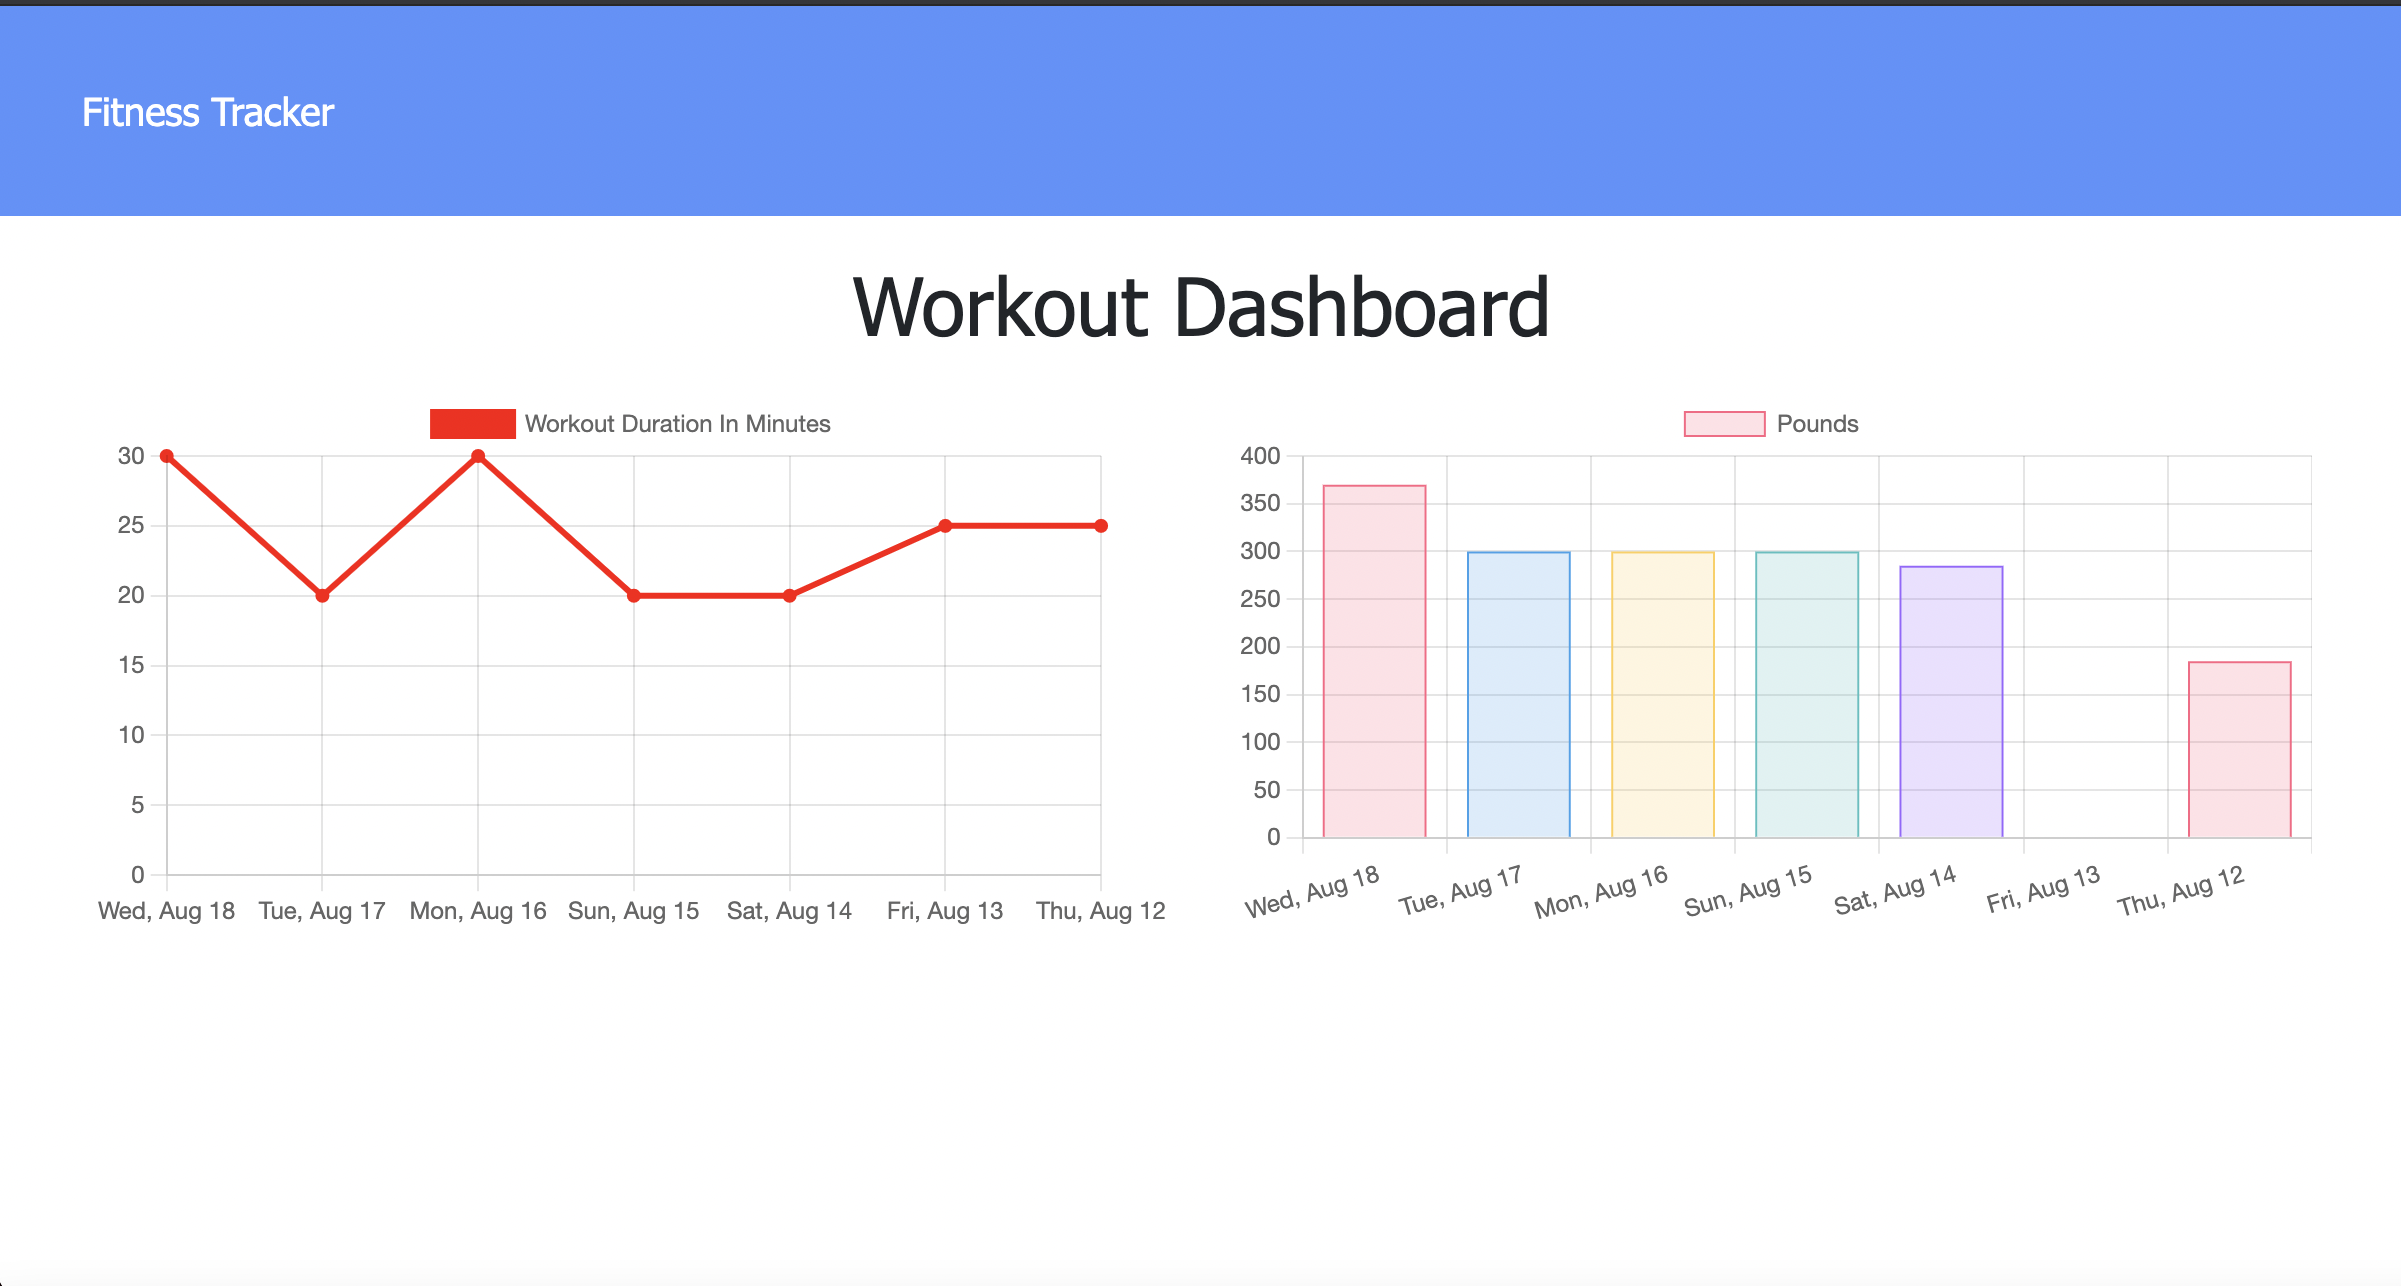 Fitness Tracker
Workout Dashboard
Workout Duration In Minutes
30
25
20
15
10
5
0
Wed, Aug 18 Tue, Aug 17 Mon, Aug 16 Sun, Aug 15 Sat, Aug 14 Fri, Aug 13 Thu, Aug 12
Pounds
400
350
300
250
200
150
100
50
0
Wed, Aug 18 Tue, Aug 17 Mon, Aug 16 Sun, Aug 15 Sat, Aug 14 Fri, Aug 13 Thu, Aug 12